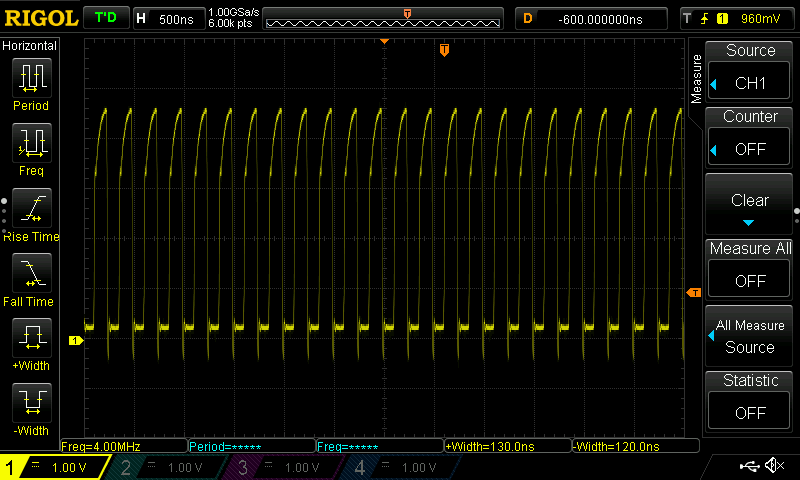 RIGOL T'D H 500ns 1.00GSa/s 6.00k pts T D -600.000000ns T 1 960mV
Horizontal
Period
Freq
Rise Time
Fall Time
+Width
-Width
T
T
1
Measure
Source
CH1
Counter
OFF
Clear
Measure All
OFF
All Measure
Source
Statistic
OFF
Freq=4.00MHz Period=***** Freq=***** +Width=130.0ns -Width=120.0ns
1 1.00 V 2 1.00 V 3 1.00 V 4 1.00 V